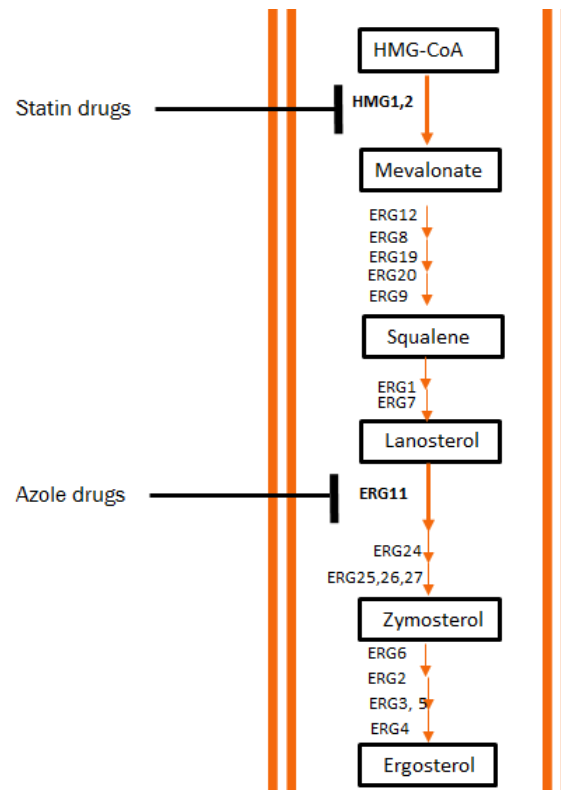 HMG-CoA
Statin drugs
HMG1,2
Mevalonate
ERG12
ERG8
ERG19
ERG20
ERG9
Squalene
ERG1
ERG7
Lanosterol
Azole drugs
ERG11
ERG24
ERG25,26,27
Zymosterol
ERG6
ERG2
ERG3, 5
ERG4
Ergosterol